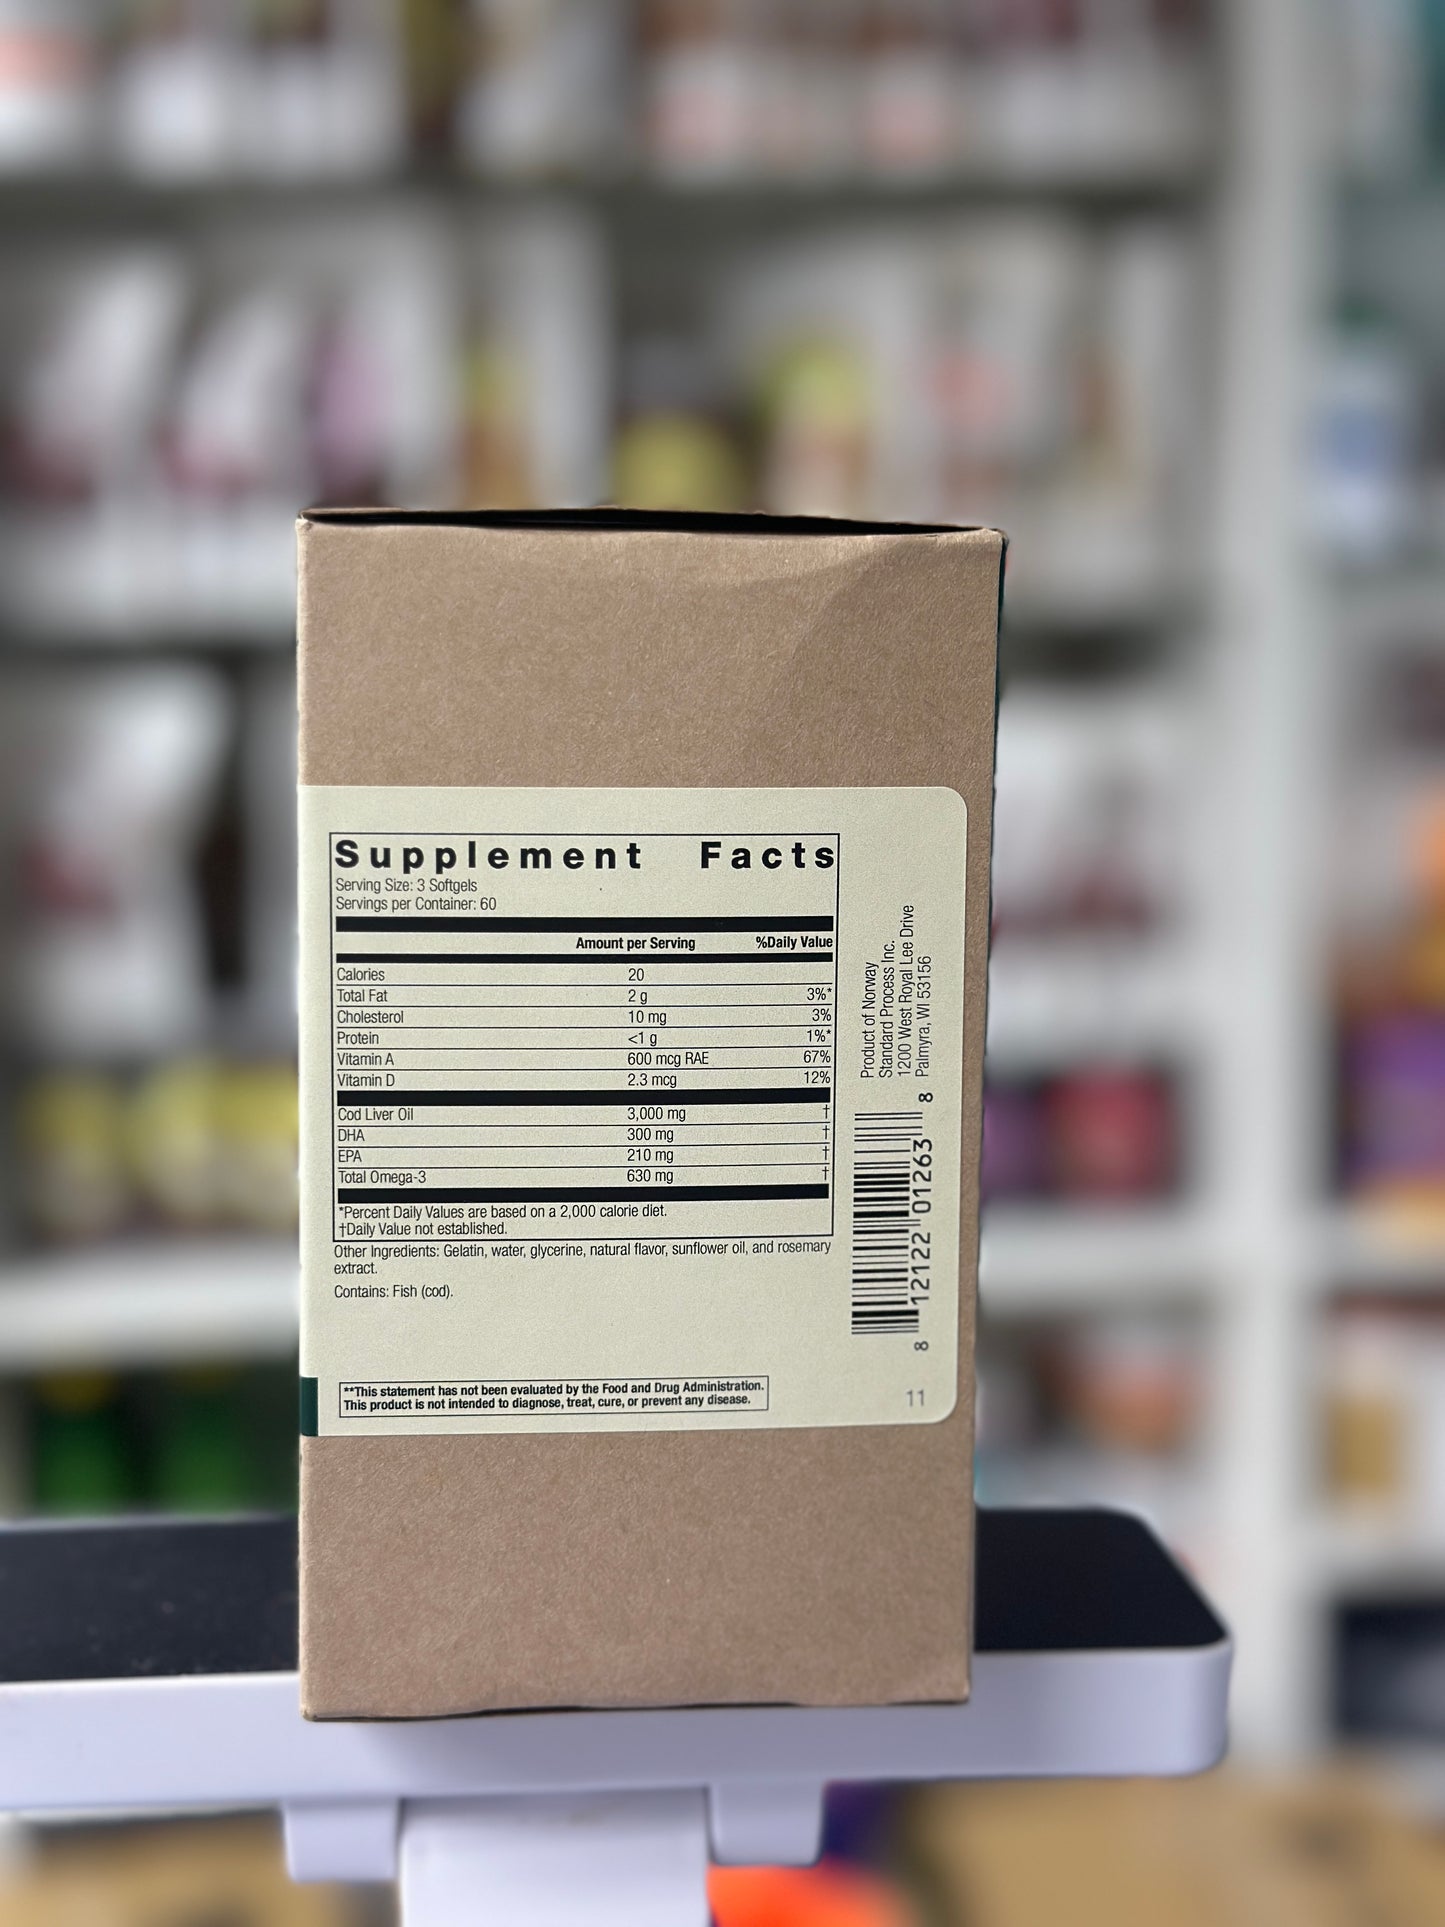 Supplement Facts
Serving Size: 3 Softgels
Servings per Container: 60
Amount per Serving %Daily Value
Calories 20
Total Fat 2 g 3%*
Cholesterol 10 mg 3%
Protein <1 g 1%*
Vitamin A 600 mcg RAE 67%
Vitamin D 2.3 mcg 12%
Cod Liver Oil 3,000 mg †
DHA 300 mg †
EPA 210 mg †
Total Omega-3 630 mg †
*Percent Daily Values are based on a 2,000 calorie diet.
†Daily Value not established.
Other Ingredients: Gelatin, water, glycerine, natural flavor, sunflower oil, and rosemary
extract.
Contains: Fish (cod).
**This statement has not been evaluated by the Food and Drug Administration.
This product is not intended to diagnose, treat, cure, or prevent any disease.
Product of Norway
Standard Process Inc.
1200 West Royal Lee Drive
Palmyra, WI 53156
8 12122 01263 8
11